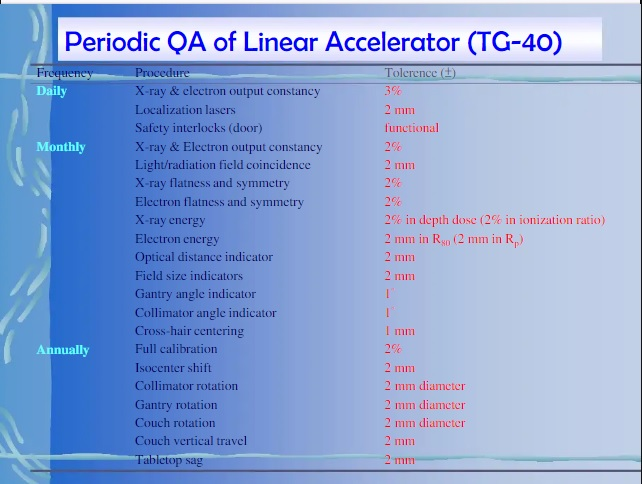 Periodic QA of Linear Accelerator (TG-40)
Frequency Procedure Tolerence (±)
Daily X-ray & electron output constancy 3%
Localization lasers 2 mm
Safety interlocks (door) functional
Monthly X-ray & Electron output constancy 2%
Light/radiation field coincidence 2 mm
X-ray flatness and symmetry 2%
Electron flatness and symmetry 2%
X-ray energy 2% in depth dose (2% in ionization ratio)
Electron energy 2 mm in R80 (2 mm in Rp)
Optical distance indicator 2 mm
Field size indicators 2 mm
Gantry angle indicator 1°
Collimator angle indicator 1°
Cross-hair centering 1 mm
Annually Full calibration 2%
Isocenter shift 2 mm
Collimator rotation 2 mm diameter
Gantry rotation 2 mm diameter
Couch rotation 2 mm diameter
Couch vertical travel 2 mm
Tabletop sag 2 mm